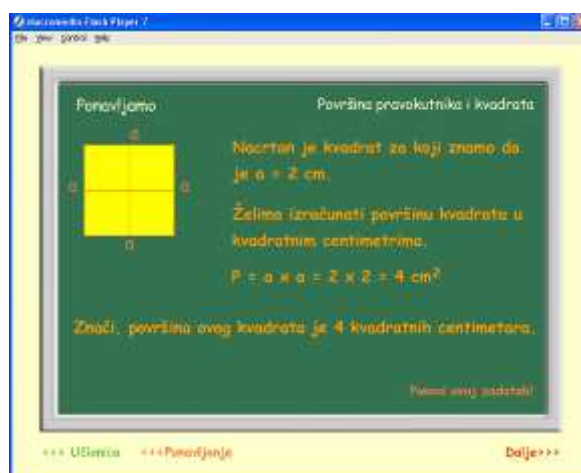 Macromedia Flash Player 7
File View Control Help
Ponavljamo
Površina pravokutnika i kvadrata
a
a
a
a
Nacrtan je kvadrat za koji znamo da
je a = 2 cm.
Želimo izračunati površinu kvadrata u
kvadratnim centimetrima.
P = a x a = 2 x 2 = 4 cm²
Znači, površina ovog kvadrata je 4 kvadratnih centimetara.
Ponovi ovaj zadatak!
<<< Učionica
<<<Ponavljanje
Dalje>>>